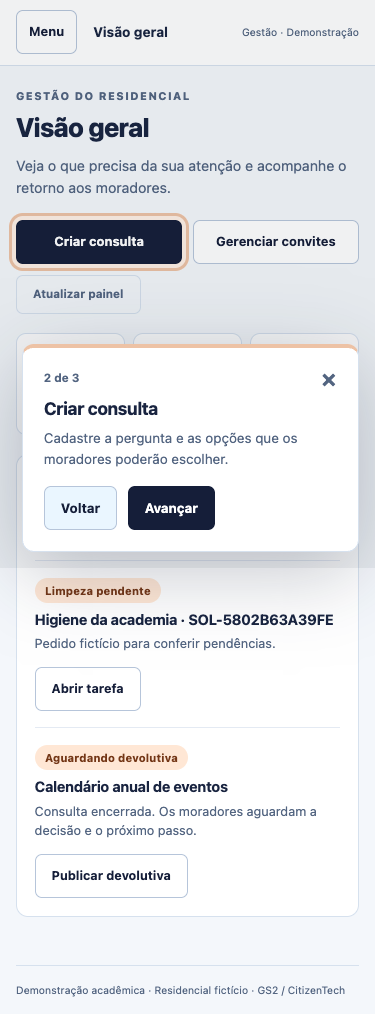 Menu
Visão geral
Gestão · Demonstração
GESTÃO DO RESIDENCIAL
Visão geral
Veja o que precisa da sua atenção e acompanhe o
retorno aos moradores.
Criar consulta
Gerenciar convites
Atualizar painel
2 de 3
×
Criar consulta
Cadastre a pergunta e as opções que os
moradores poderão escolher.
Voltar
Avançar
Limpeza pendente
Higiene da academia · SOL-5802B63A39FE
Pedido fictício para conferir pendências.
Abrir tarefa
Aguardando devolutiva
Calendário anual de eventos
Consulta encerrada. Os moradores aguardam a
decisão e o próximo passo.
Publicar devolutiva
Demonstração acadêmica · Residencial fictício · GS2 / CitizenTech